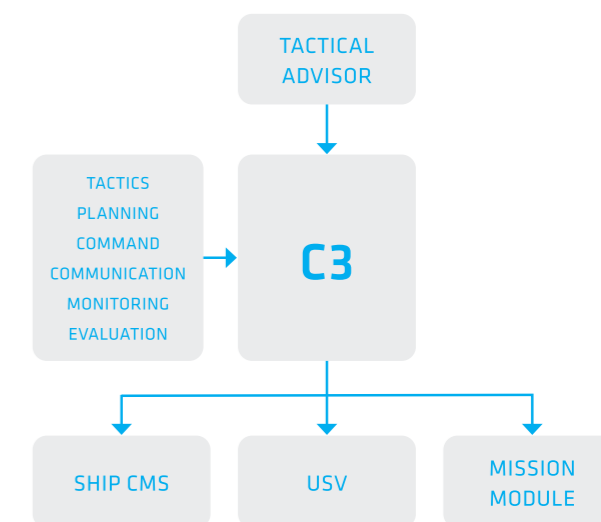 TACTICAL
ADVISOR
TACTICS
PLANNING
COMMAND
COMMUNICATION
MONITORING
EVALUATION
C3
SHIP CMS
USV
MISSION
MODULE